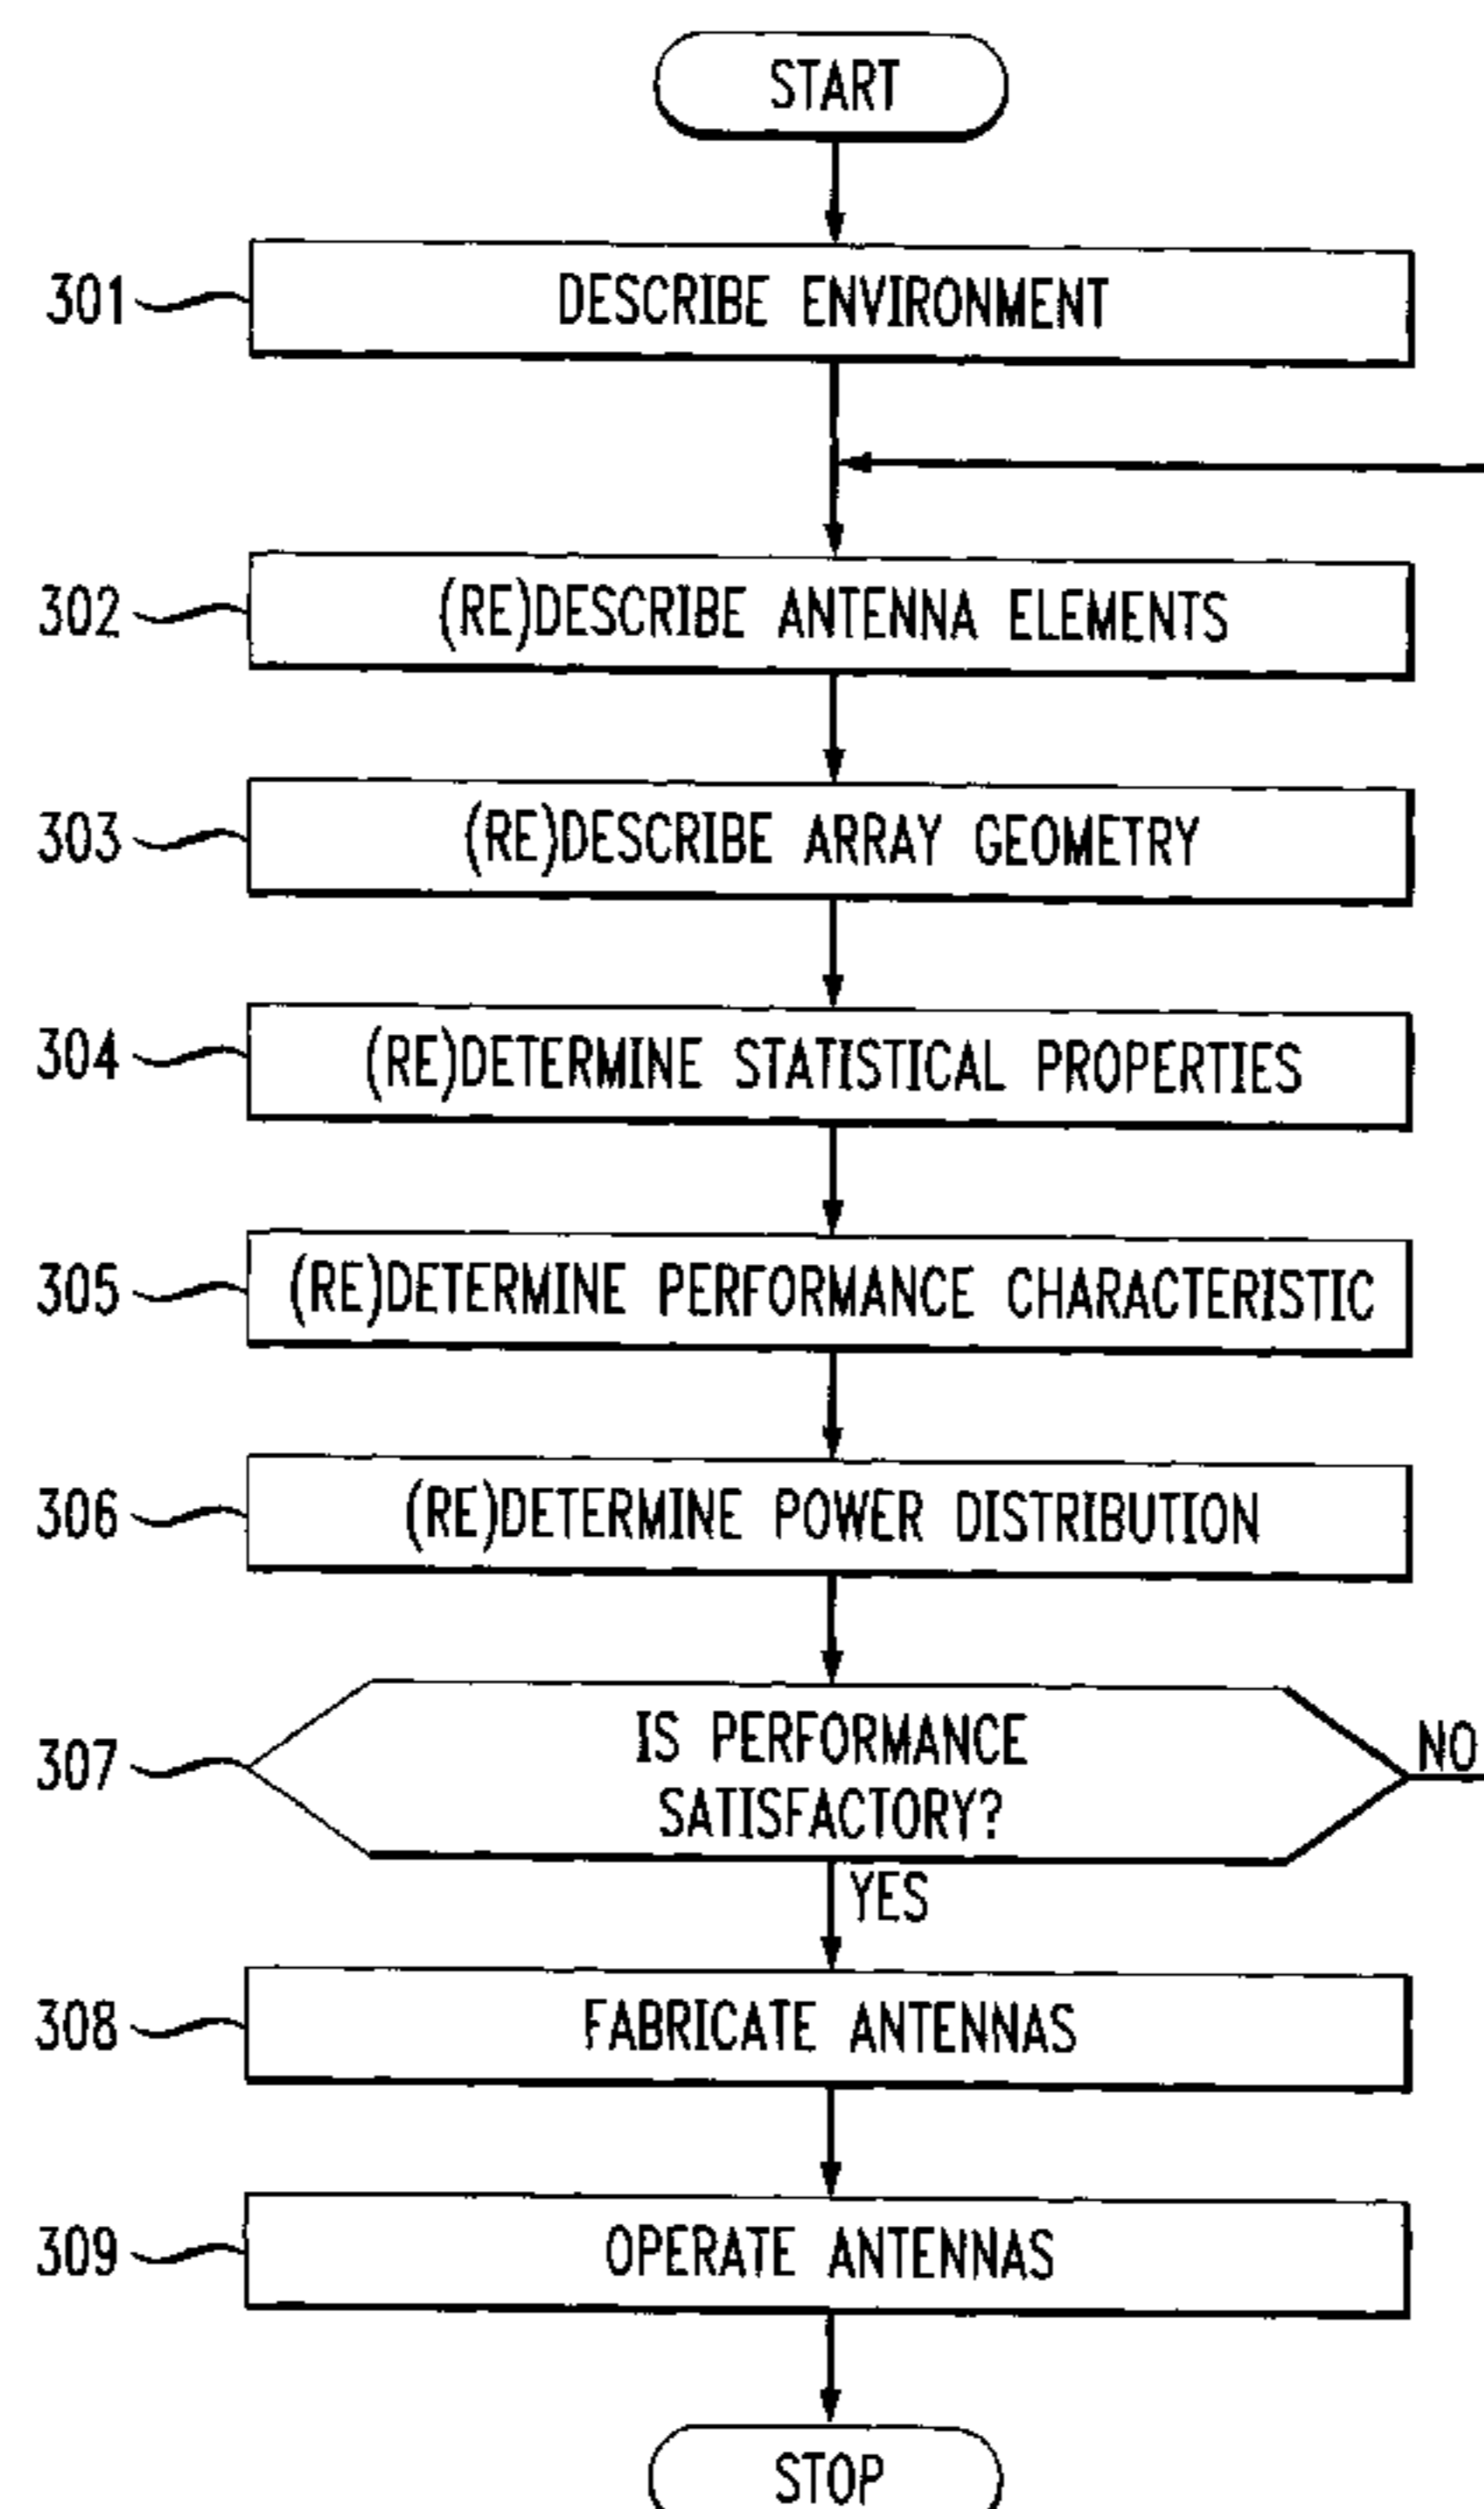 START
301 DESCRIBE ENVIRONMENT
302 (RE)DESCRIBE ANTENNA ELEMENTS
303 (RE)DESCRIBE ARRAY GEOMETRY
304 (RE)DETERMINE STATISTICAL PROPERTIES
305 (RE)DETERMINE PERFORMANCE CHARACTERISTIC
306 (RE)DETERMINE POWER DISTRIBUTION
307 IS PERFORMANCE
SATISFACTORY?
NO
YES
308 FABRICATE ANTENNAS
309 OPERATE ANTENNAS
STOP